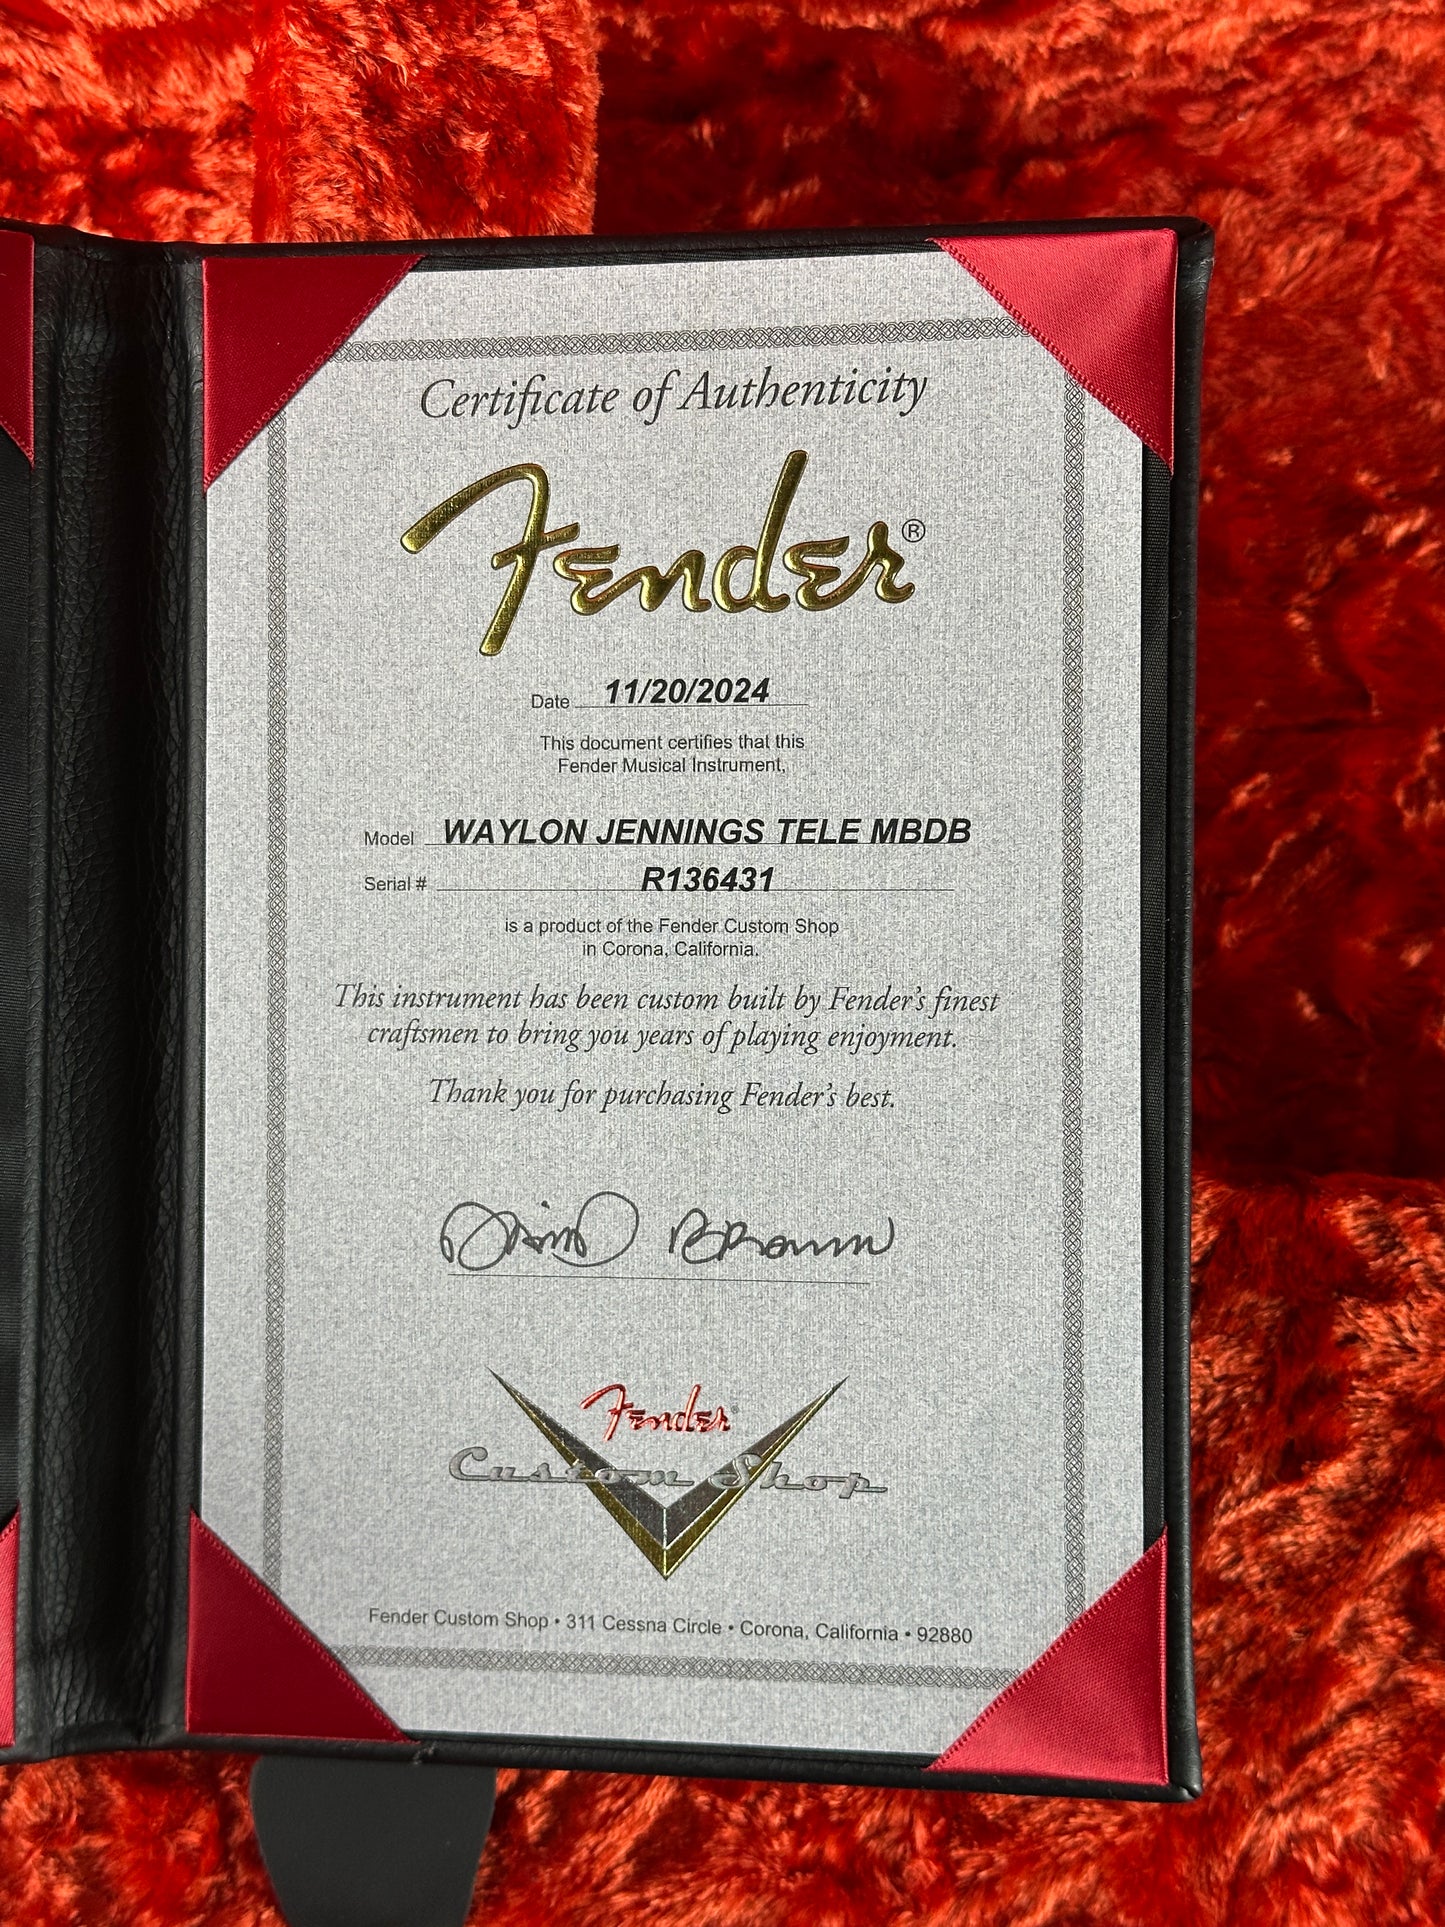 Certificate of Authenticity
Fender®
Date 11/20/2024
This document certifies that this
Fender Musical Instrument,
Model WAYLON JENNINGS TELE MBDB
Serial # R136431
is a product of the Fender Custom Shop
in Corona, California.
This instrument has been custom built by Fender's finest
craftsmen to bring you years of playing enjoyment.
Thank you for purchasing Fender's best.
David Brown
Fender®
Custom Shop
Fender Custom Shop • 311 Cessna Circle • Corona, California • 92880